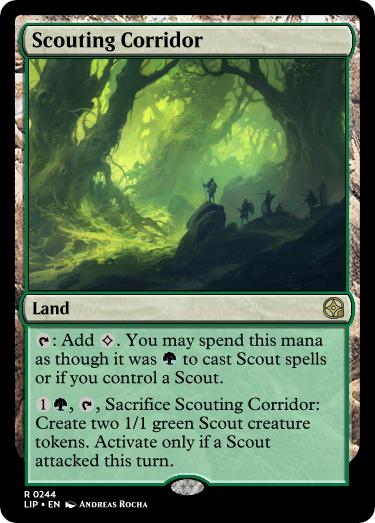 Scouting Corridor
Land
: Add . You may spend this mana
as though it was to cast Scout spells
or if you control a Scout.
1 , , Sacrifice Scouting Corridor:
Create two 1/1 green Scout creature
tokens. Activate only if a Scout
attacked this turn.
R 0244
LIP • EN Andreas Rocha